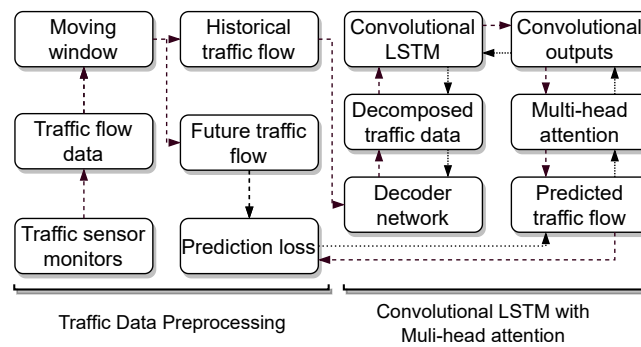 Moving
window
Historical
traffic flow
Convolutional
LSTM
Convolutional
outputs
Traffic flow
data
Future traffic
flow
Decomposed
traffic data
Multi-head
attention
Traffic sensor
monitors
Prediction loss
Decoder
network
Predicted
traffic flow
Traffic Data Preprocessing
Convolutional LSTM with
Muli-head attention